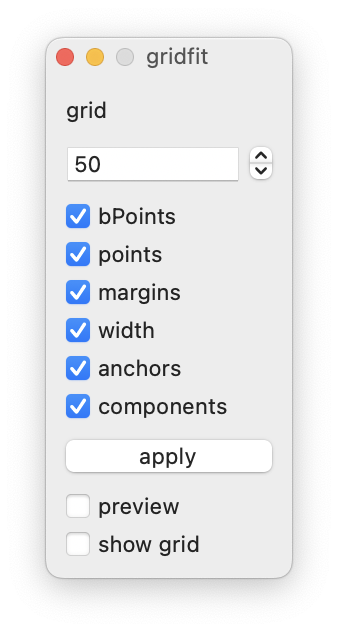 gridfit
grid
50
bPoints
points
margins
width
anchors
components
apply
preview
show grid